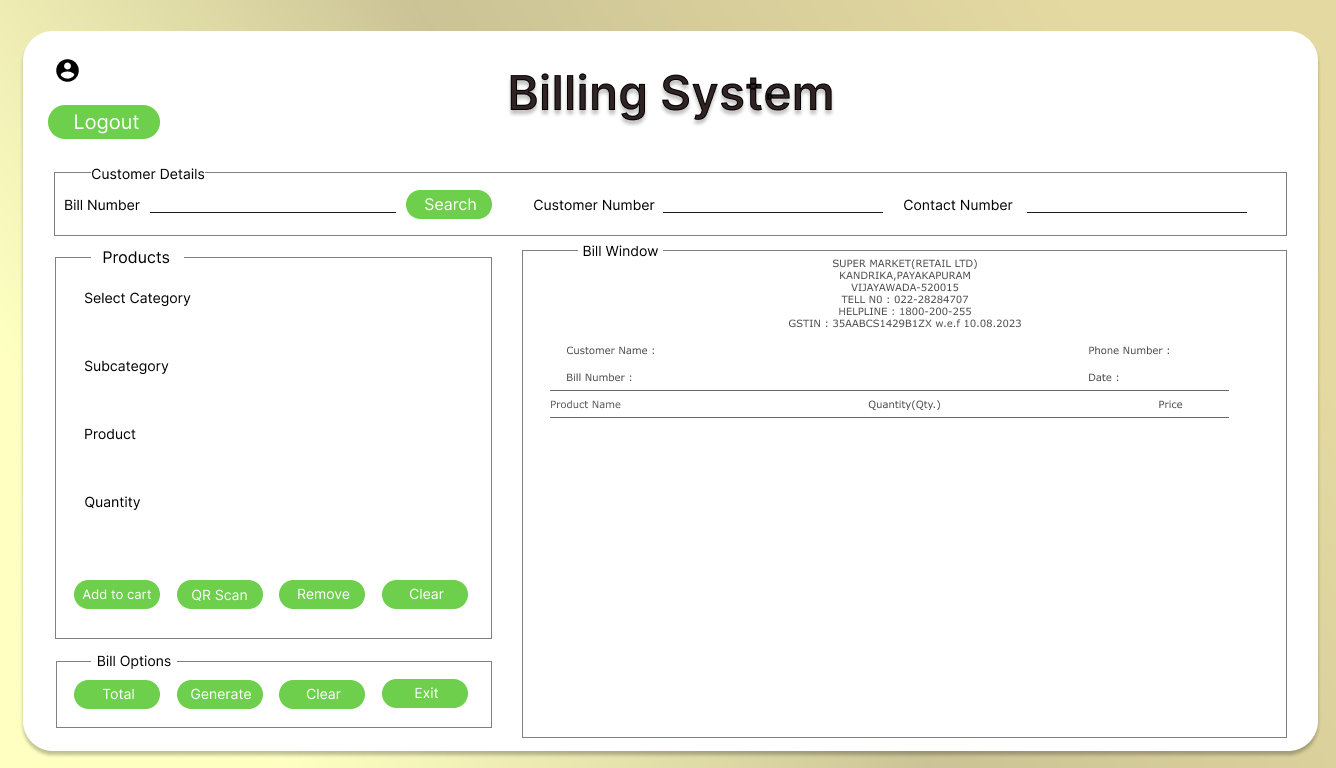 Billing System
Logout
Customer Details
Bill Number
Search
Customer Number
Contact Number
Products
Select Category
Subcategory
Product
Quantity
Add to cart
QR Scan
Remove
Clear
Bill Options
Total
Generate
Clear
Exit
Bill Window
SUPER MARKET(RETAIL LTD)
KANDRIKA,PAYAKAPURAM
VIJAYAWADA-520015
TELL N0 : 022-28284707
HELPLINE : 1800-200-255
GSTIN : 35AABCS1429B1ZX w.e.f 10.08.2023
Customer Name :
Phone Number :
Bill Number :
Date :
Product Name
Quantity(Qty.)
Price